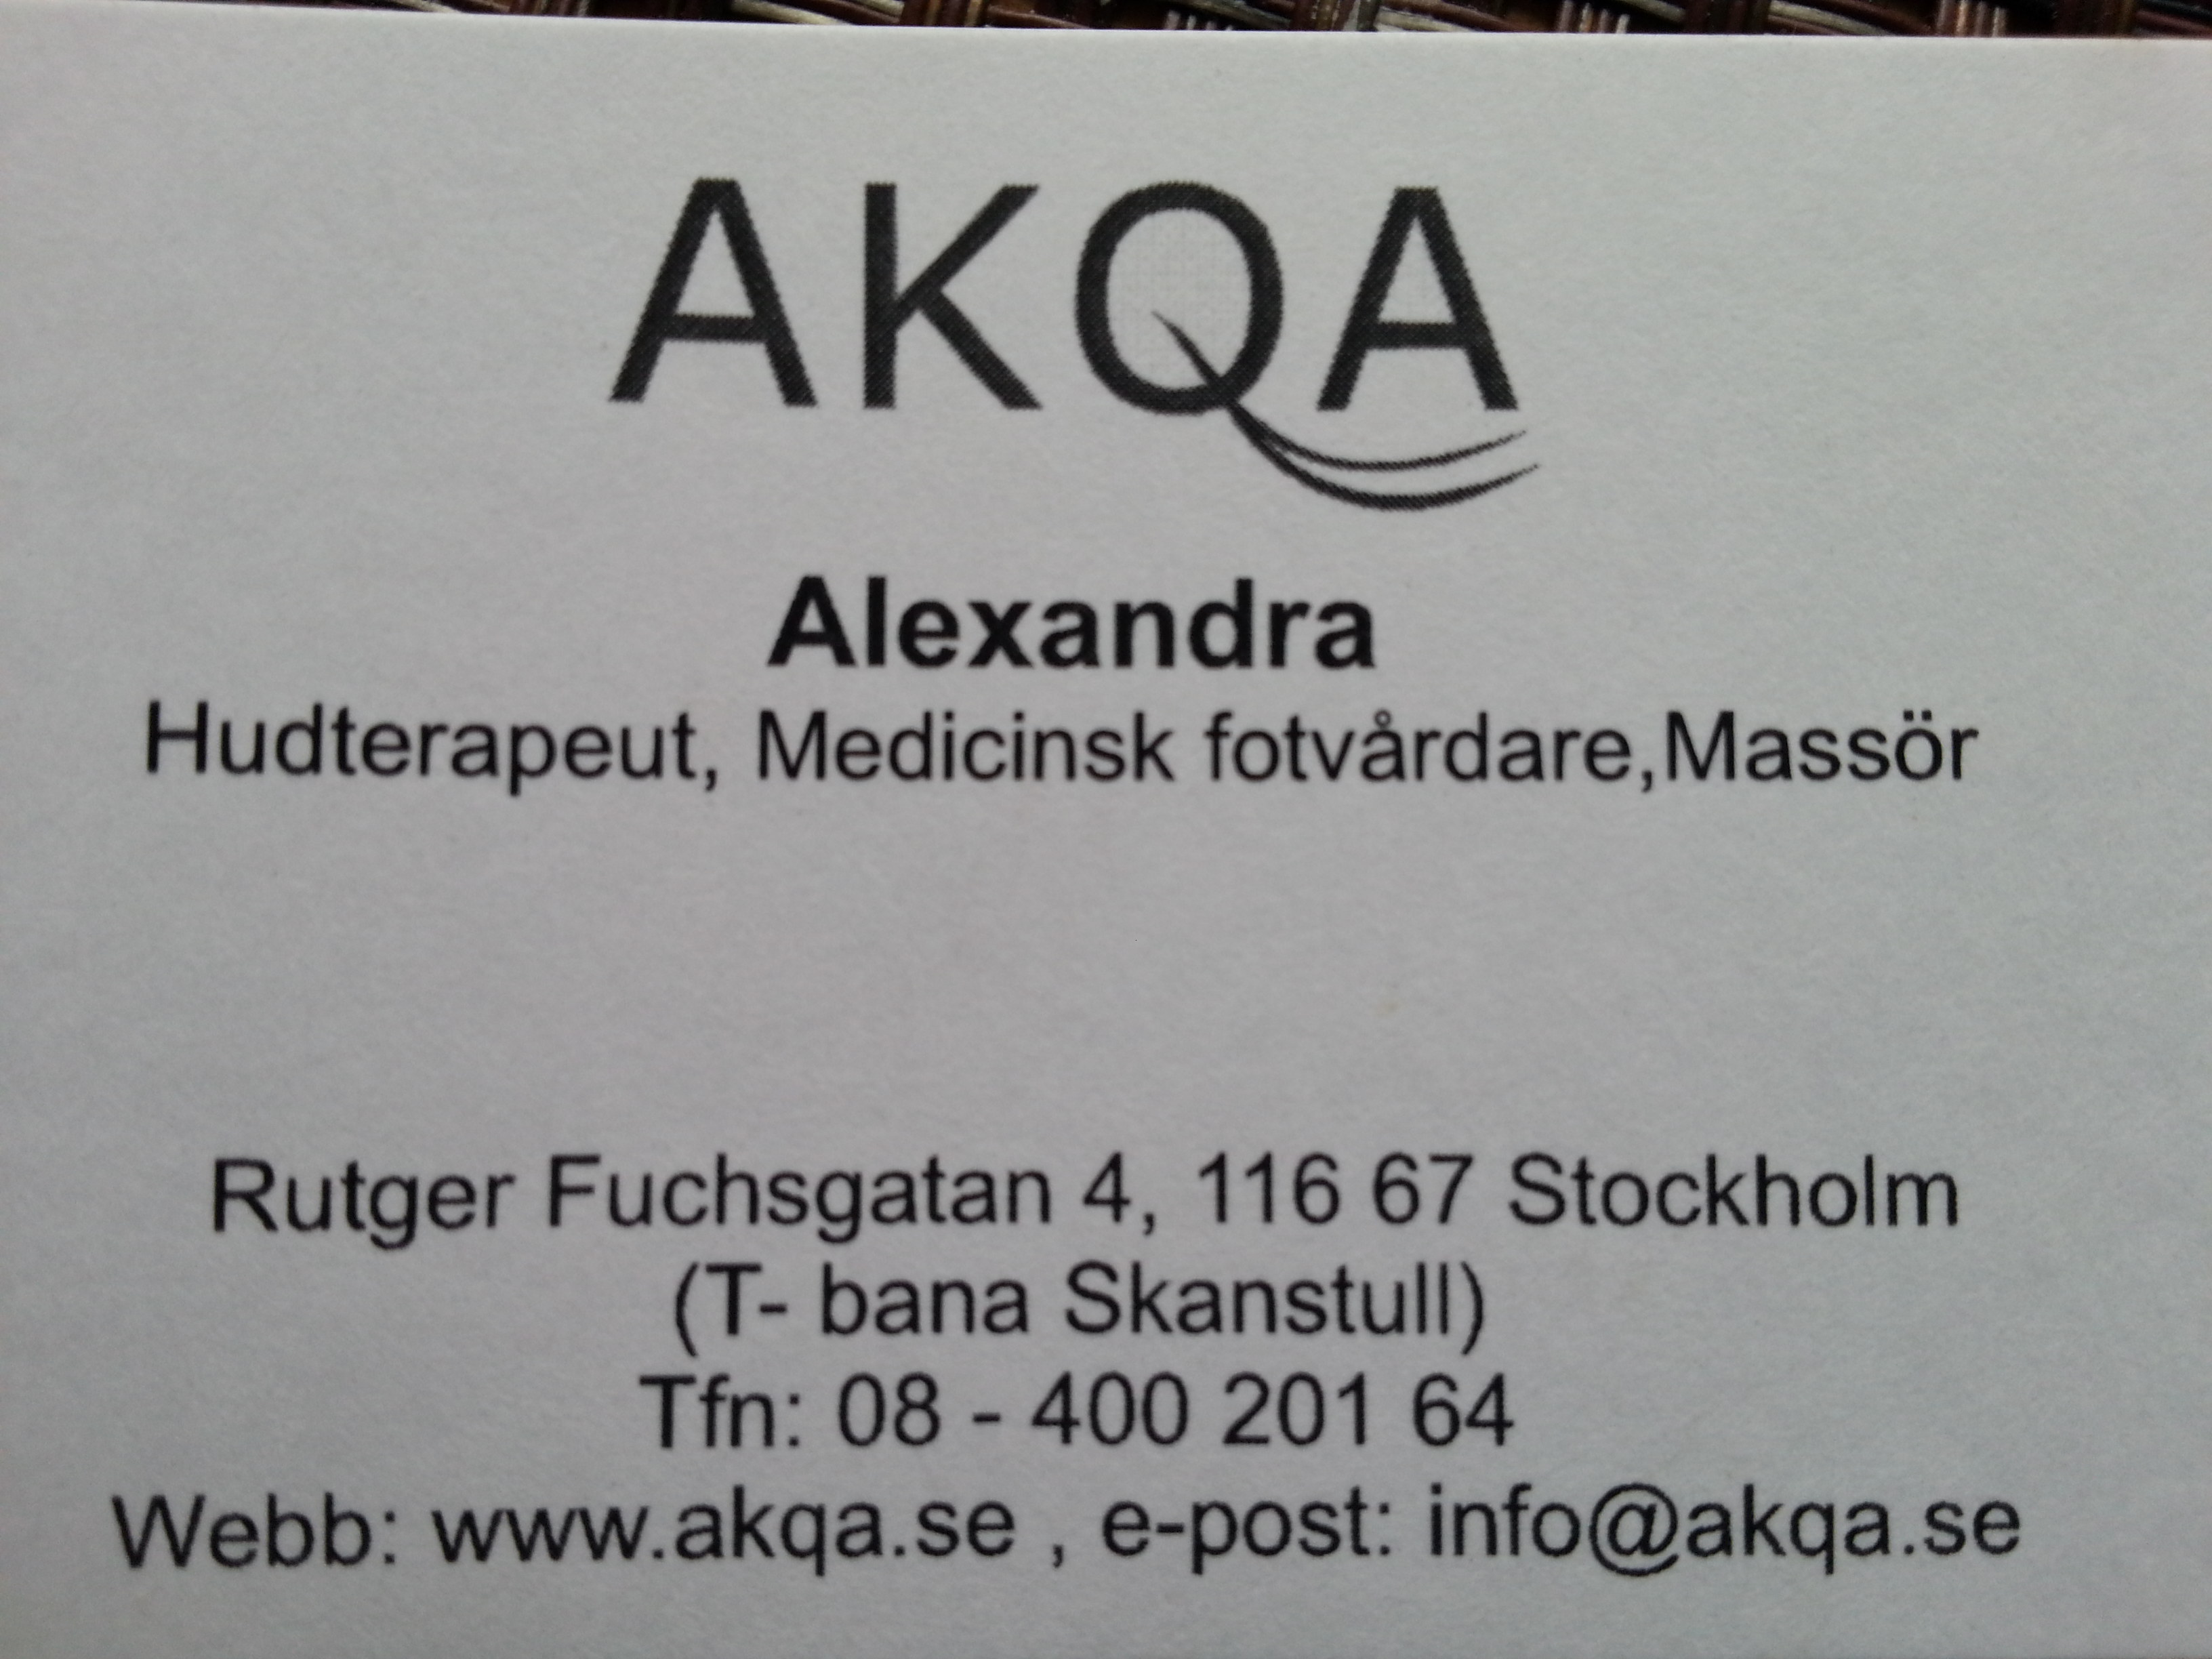 AKQA
Alexandra
Hudterapeut, Medicinsk fotvårdare,Massör
Rutger Fuchsgatan 4, 116 67 Stockholm
(T- bana Skanstull)
Tfn: 08 - 400 201 64
Webb: www.akqa.se , e-post: info@akqa.se